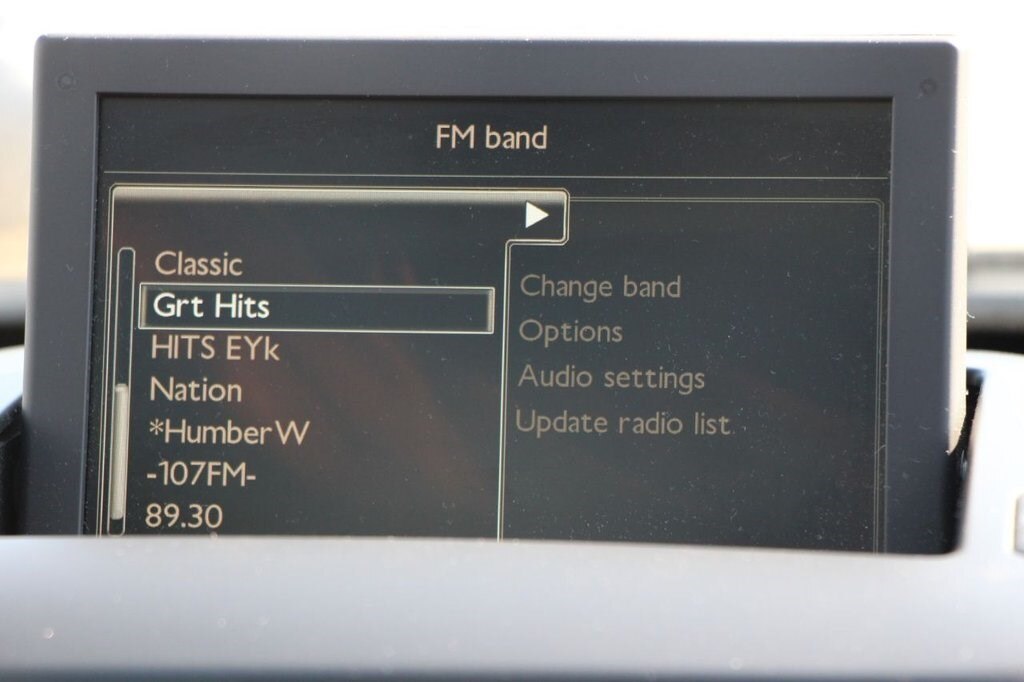 FM band
Classic
Grt Hits
HITS EYk
Nation
*Humber W
-107FM-
89.30
Change band
Options
Audio settings
Update radio list